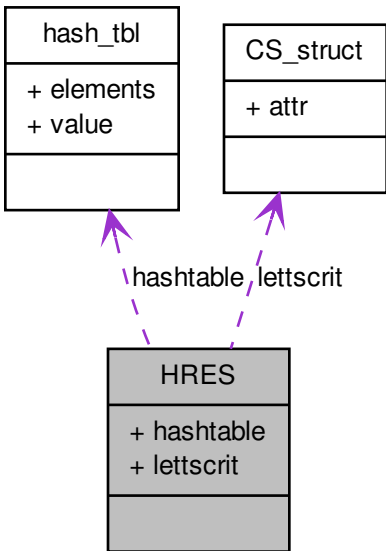 hash_tbl
+ elements
+ value
CS_struct
+ attr
hashtable
lettscrit
HRES
+ hashtable
+ lettscrit